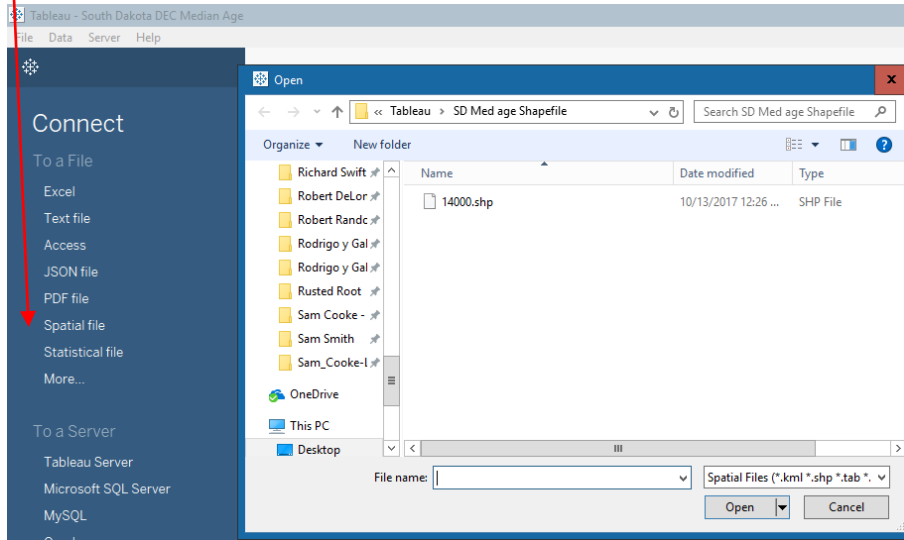 Tableau - South Dakota DEC Median Age
File Data Server Help
Connect
To a File
Excel
Text file
Access
JSON file
PDF file
Spatial file
Statistical file
More...
To a Server
Tableau Server
Microsoft SQL Server
MySQL
Open
« Tableau › SD Med age Shapefile
Search SD Med age Shapefile
Organize New folder
Richard Swift
Robert DeLor
Robert Randc
Rodrigo y Gal
Rodrigo y Gal
Rusted Root
Sam Cooke -
Sam Smith
Sam_Cooke-l
OneDrive
This PC
Desktop
Name Date modified Type
14000.shp 10/13/2017 12:26 ... SHP File
File name: Spatial Files (*.kml *.shp *.tab *.
Open Cancel